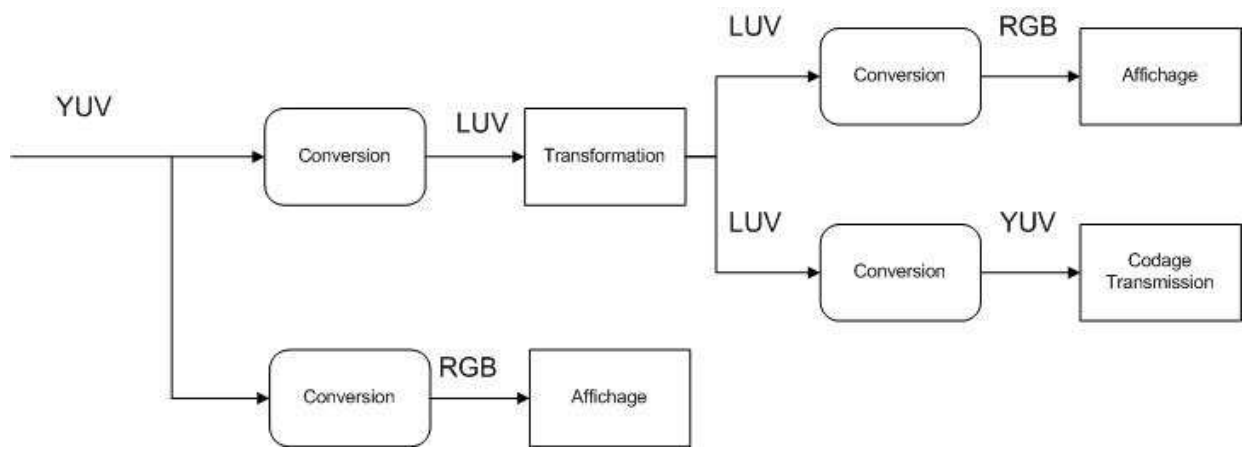 LUV
RGB
Conversion
Affichage
YUV
LUV
Conversion
Transformation
LUV
YUV
Conversion
Codage
Transmission
RGB
Conversion
Affichage